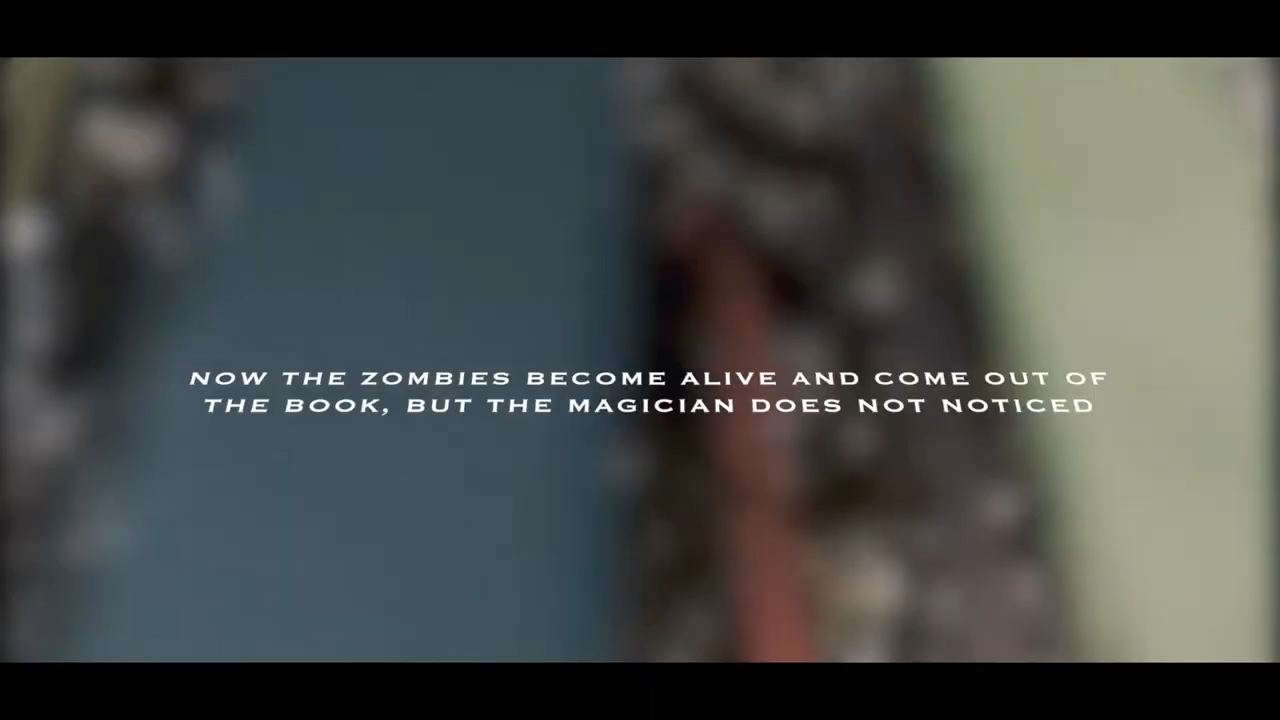 NOW THE ZOMBIES BECOME ALIVE AND COME OUT OF
THE BOOK, BUT THE MAGICIAN DOES NOT NOTICED